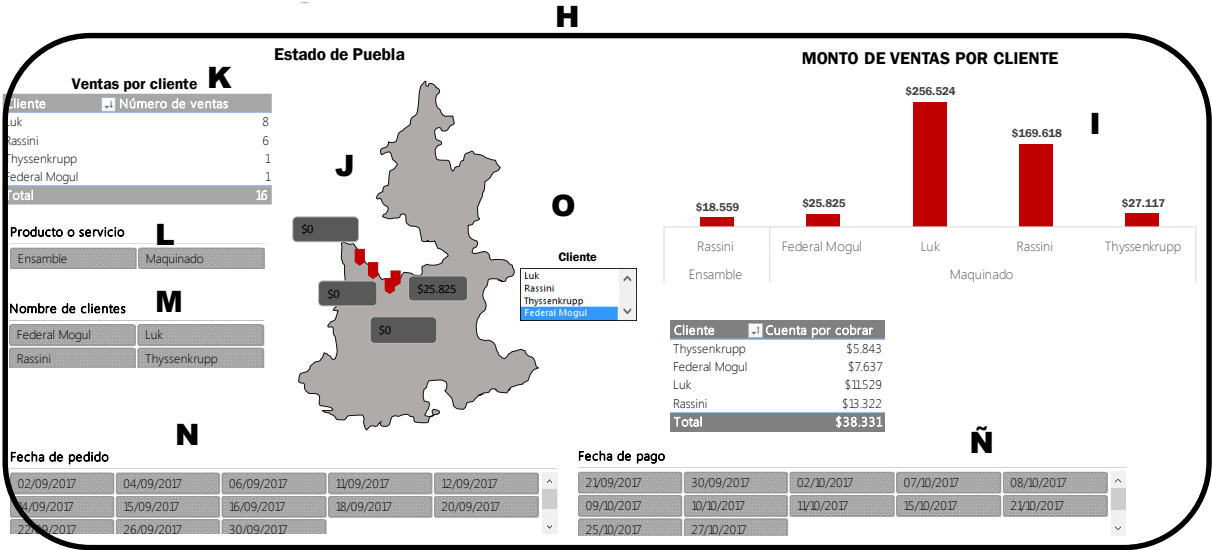 H
Estado de Puebla
MONTO DE VENTAS POR CLIENTE
Ventas por cliente K
Cliente Número de ventas
Luk 8
Rassini 6
Thyssenkrupp 1
Federal Mogul 1
Total 16
J
I
$256.524
$169.618
$18.559
$25.825
$27.117
Rassini Federal Mogul Luk Rassini Thyssenkrupp
Ensamble Maquinado
O
Producto o servicio L
Ensamble Maquinado
$0
$0
$25.825
$0
Cliente
Luk
Rassini
Thyssenkrupp
Federal Mogul
Nombre de clientes M
Federal Mogul Luk
Rassini Thyssenkrupp
Cliente Cuenta por cobrar
Thyssenkrupp $5.843
Federal Mogul $7.637
Luk $11.529
Rassini $13.322
Total $38.331
N
Fecha de pedido
02/09/2017 04/09/2017 06/09/2017 11/09/2017 12/09/2017
14/09/2017 15/09/2017 16/09/2017 18/09/2017 20/09/2017
22/09/2017 26/09/2017 30/09/2017
Ñ
Fecha de pago
21/09/2017 30/09/2017 02/10/2017 07/10/2017 08/10/2017
09/10/2017 10/10/2017 11/10/2017 15/10/2017 21/10/2017
25/10/2017 27/10/2017